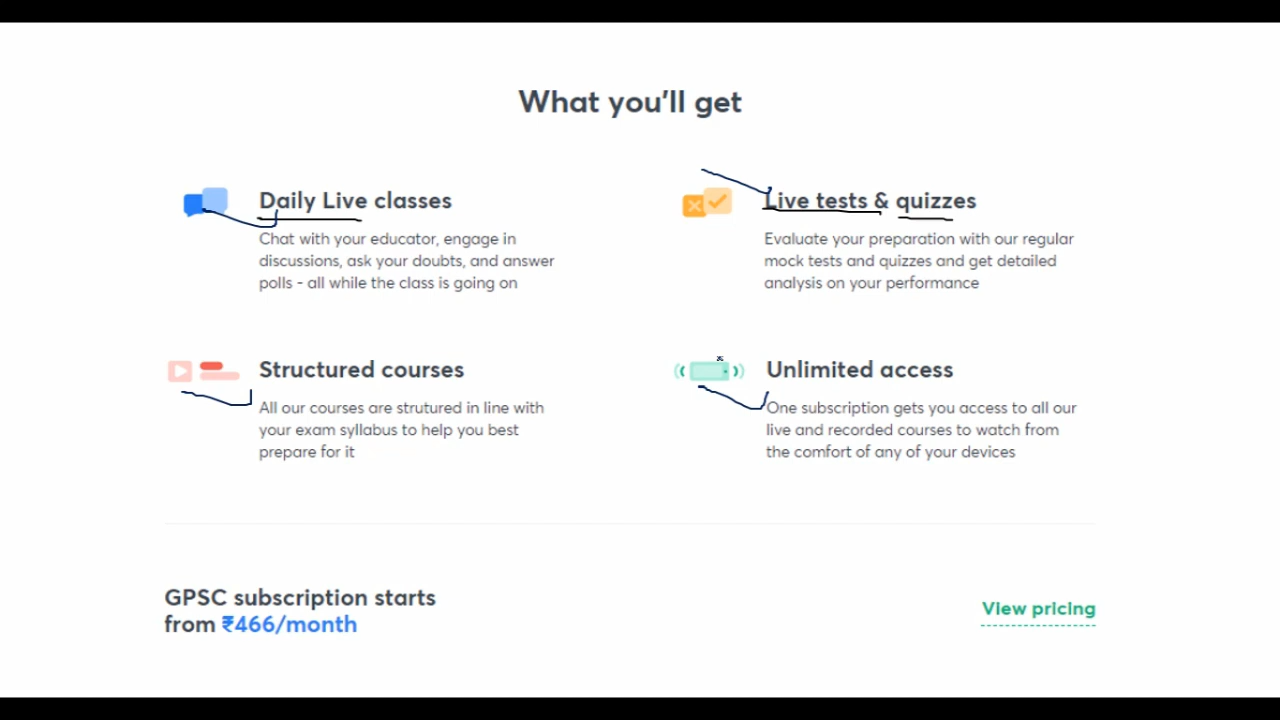 What you'll get
Daily Live classes
Chat with your educator, engage in
discussions, ask your doubts, and answer
polls - all while the class is going on
Live tests & quizzes
Evaluate your preparation with our regular
mock tests and quizzes and get detailed
analysis on your performance
Structured courses
All our courses are strutured in line with
your exam syllabus to help you best
prepare for it
Unlimited access
One subscription gets you access to all our
live and recorded courses to watch from
the comfort of any of your devices
GPSC subscription starts
from ₹466/month
View pricing